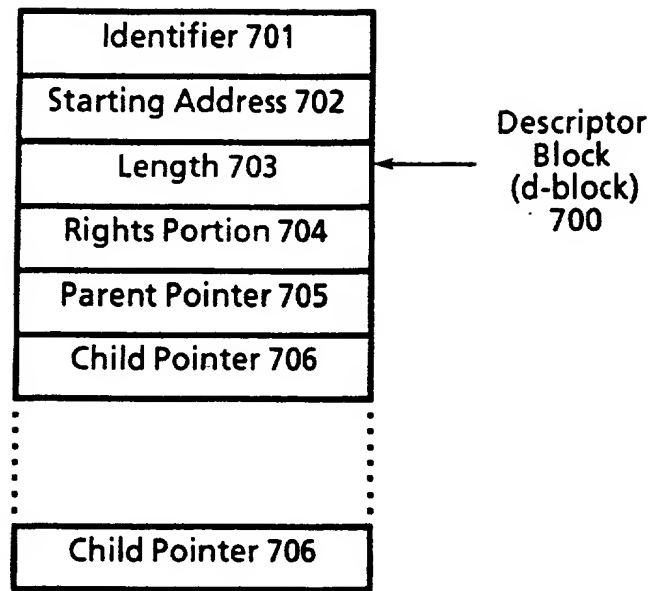 Identifier 701
Starting Address 702
Length 703
Rights Portion 704
Parent Pointer 705
Child Pointer 706
Child Pointer 706
Descriptor
Block
(d-block)
700